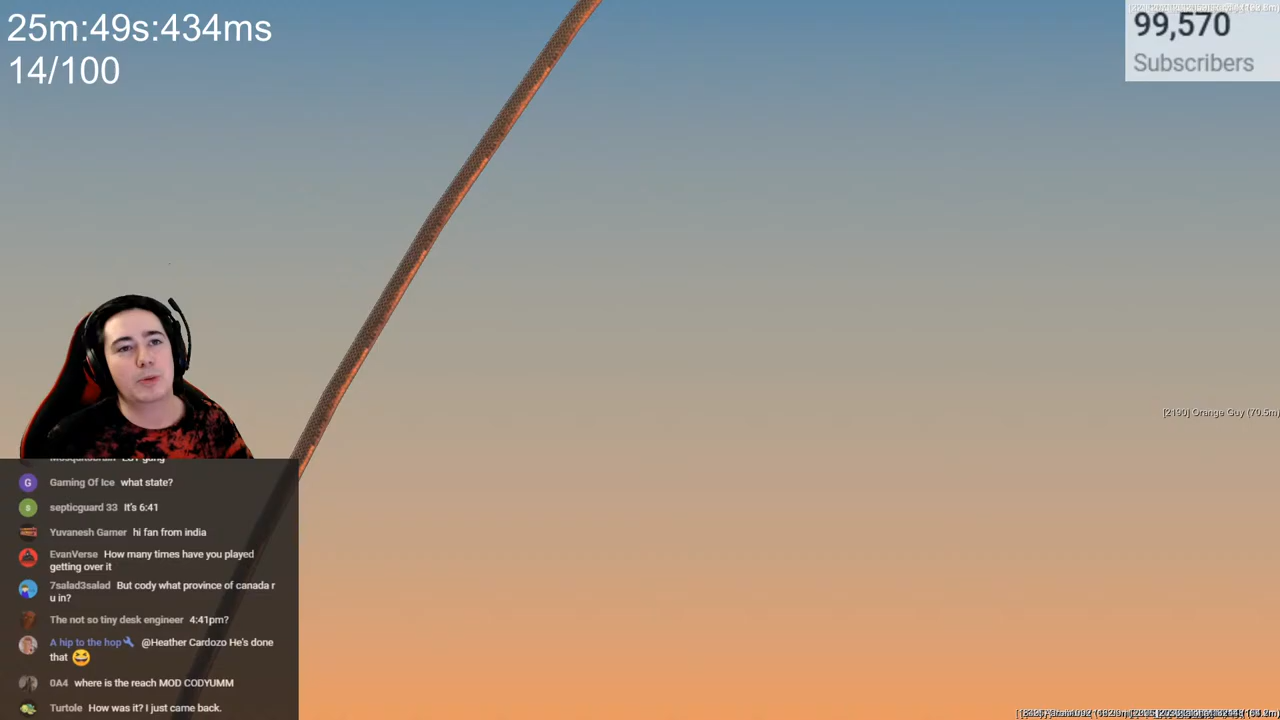 25m:49s:434ms
14/100
99,570
Subscribers
[2190] Orange Guy (70.5m)
Gaming Of Ice what state?
septicguard 33 It's 6:41
Yuvanesh Gamer hi fan from india
EvanVerse How many times have you played
getting over it
7salad3salad But cody what province of canada r
u in?
The not so tiny desk engineer 4:41pm?
A hip to the hop @Heather Cardozo He's done
that
0A4 where is the reach MOD CODYUMM
Turtole How was it? I just came back.